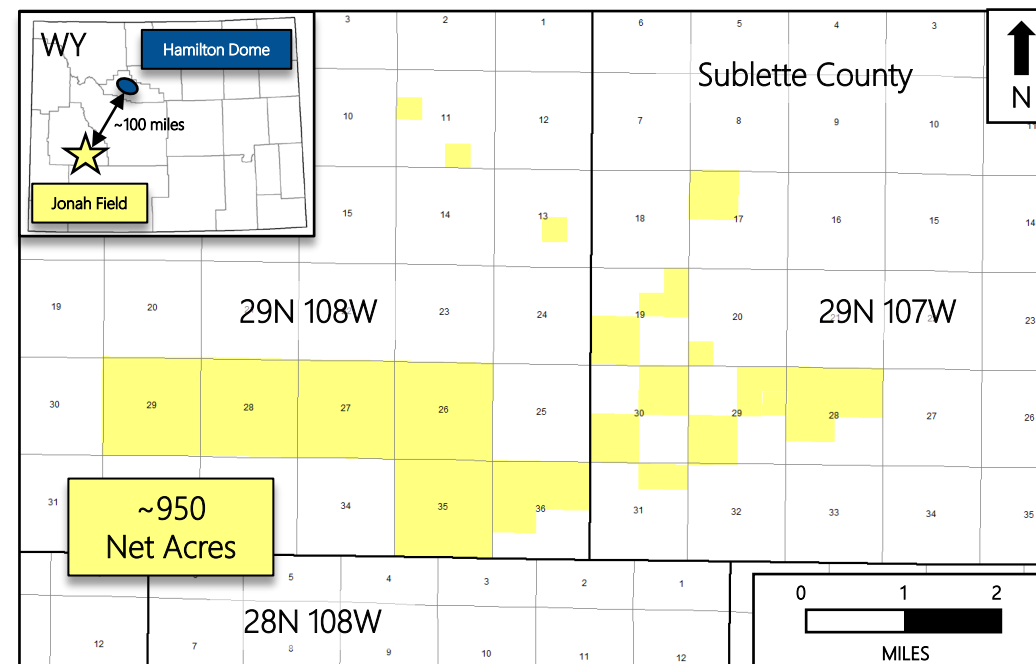 WY
Hamilton Dome
~100 miles
Jonah Field
3 2 1 6 5 4 3
Sublette County
N
10 11 12 7 8 9 10 11
15 14 13 18 17 16 15 14
19 20 23 24 19 20 21 23
29N 108W
29N 107W
30 29 28 27 26 25 30 29 28 27 26
31 34 35 36 31 32 33 34 35
~950
Net Acres
5 4 3 2 1
28N 108W
12 7 8 9 10 11 12
0 1 2
MILES